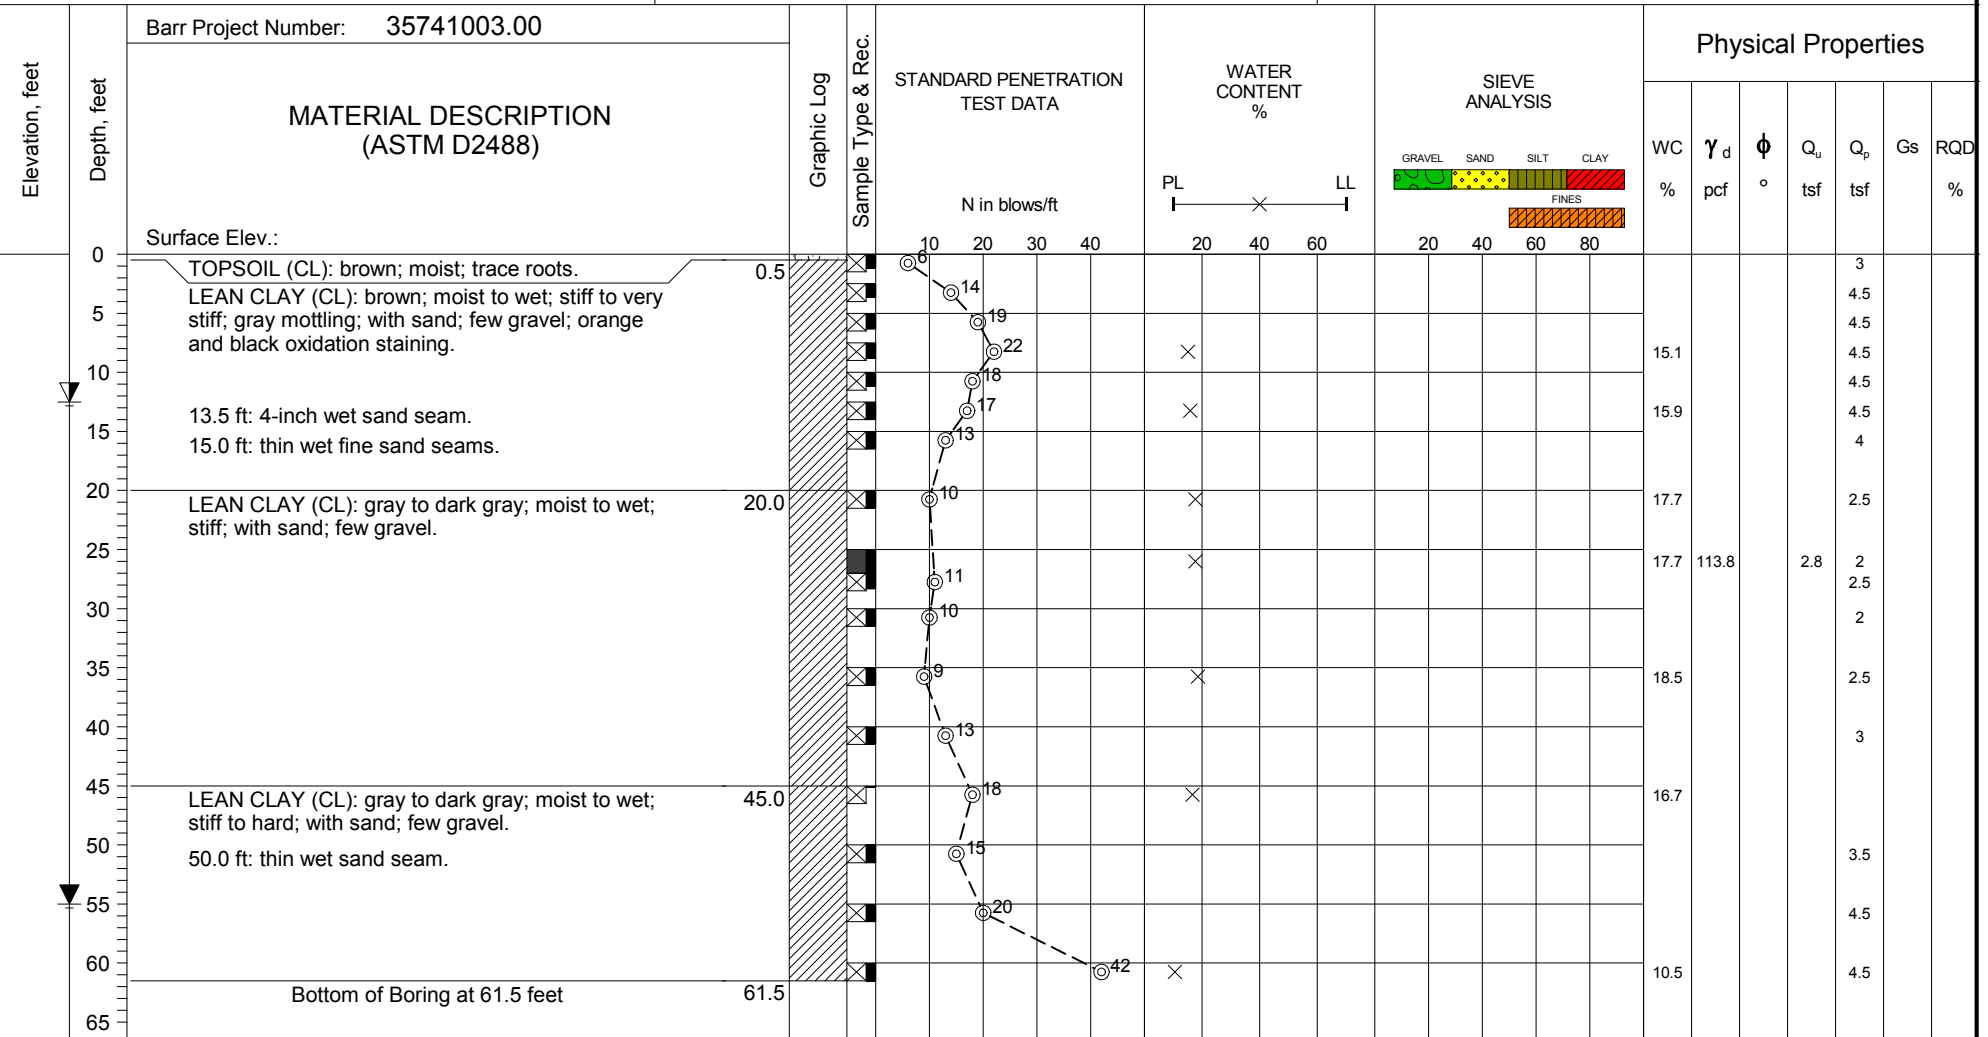 Barr Project Number: 35741003.00
Elevation, feet
Depth, feet
MATERIAL DESCRIPTION
(ASTM D2488)
Surface Elev.:
Graphic Log
Sample Type & Rec.
STANDARD PENETRATION
TEST DATA
N in blows/ft
10 20 30 40
WATER
CONTENT
%
PL LL
20 40 60
SIEVE
ANALYSIS
GRAVEL SAND SILT CLAY
FINES
20 40 60 80
Physical Properties
WC γd ϕ Qu Qp Gs RQD
% pcf ° tsf tsf %
0
TOPSOIL (CL): brown; moist; trace roots. 0.5
6
3
LEAN CLAY (CL): brown; moist to wet; stiff to very
14
4.5
5
stiff; gray mottling; with sand; few gravel; orange
19
4.5
and black oxidation staining.
22
15.1 4.5
10
18
4.5
13.5 ft: 4-inch wet sand seam.
17
15.9 4.5
15
15.0 ft: thin wet fine sand seams.
13
4
20
LEAN CLAY (CL): gray to dark gray; moist to wet; 20.0
10
17.7 2.5
stiff; with sand; few gravel.
25
17.7 113.8 2.8 2
11
2.5
30
10
2
35
9
18.5 2.5
40
13
3
45
LEAN CLAY (CL): gray to dark gray; moist to wet; 45.0
18
16.7
stiff to hard; with sand; few gravel.
50
50.0 ft: thin wet sand seam.
15
3.5
55
20
4.5
60
42
10.5 4.5
Bottom of Boring at 61.5 feet 61.5
65